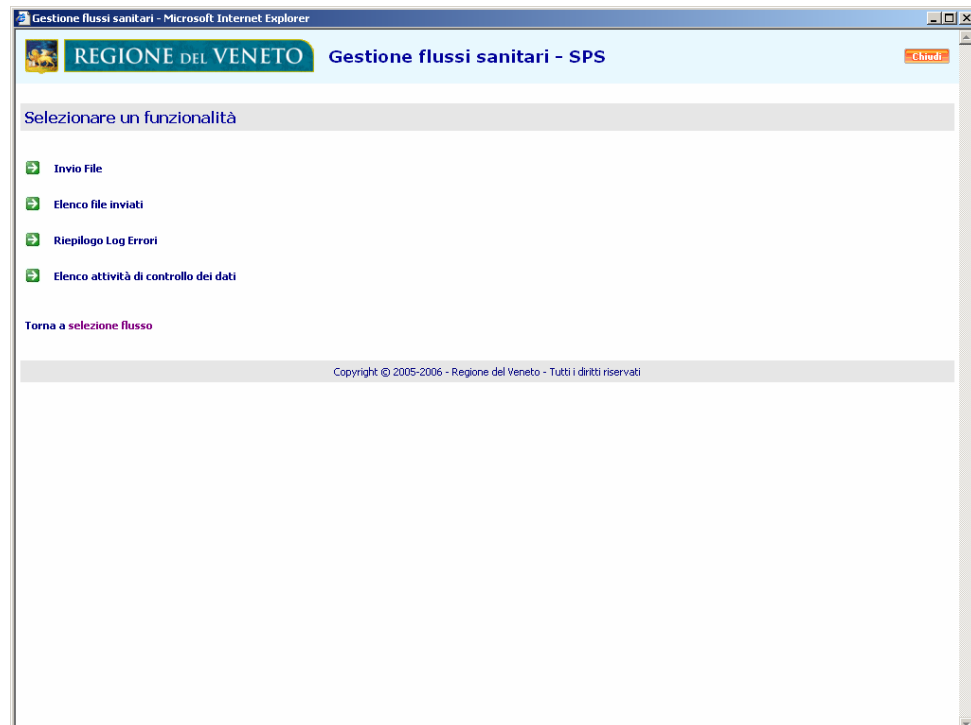 Gestione flussi sanitari - Microsoft Internet Explorer
REGIONE DEL VENETO
Gestione flussi sanitari - SPS
Chiudi
Selezionare un funzionalità
Invio File
Elenco file inviati
Riepilogo Log Errori
Elenco attività di controllo dei dati
Torna a selezione flusso
Copyright © 2005-2006 - Regione del Veneto - Tutti i diritti riservati